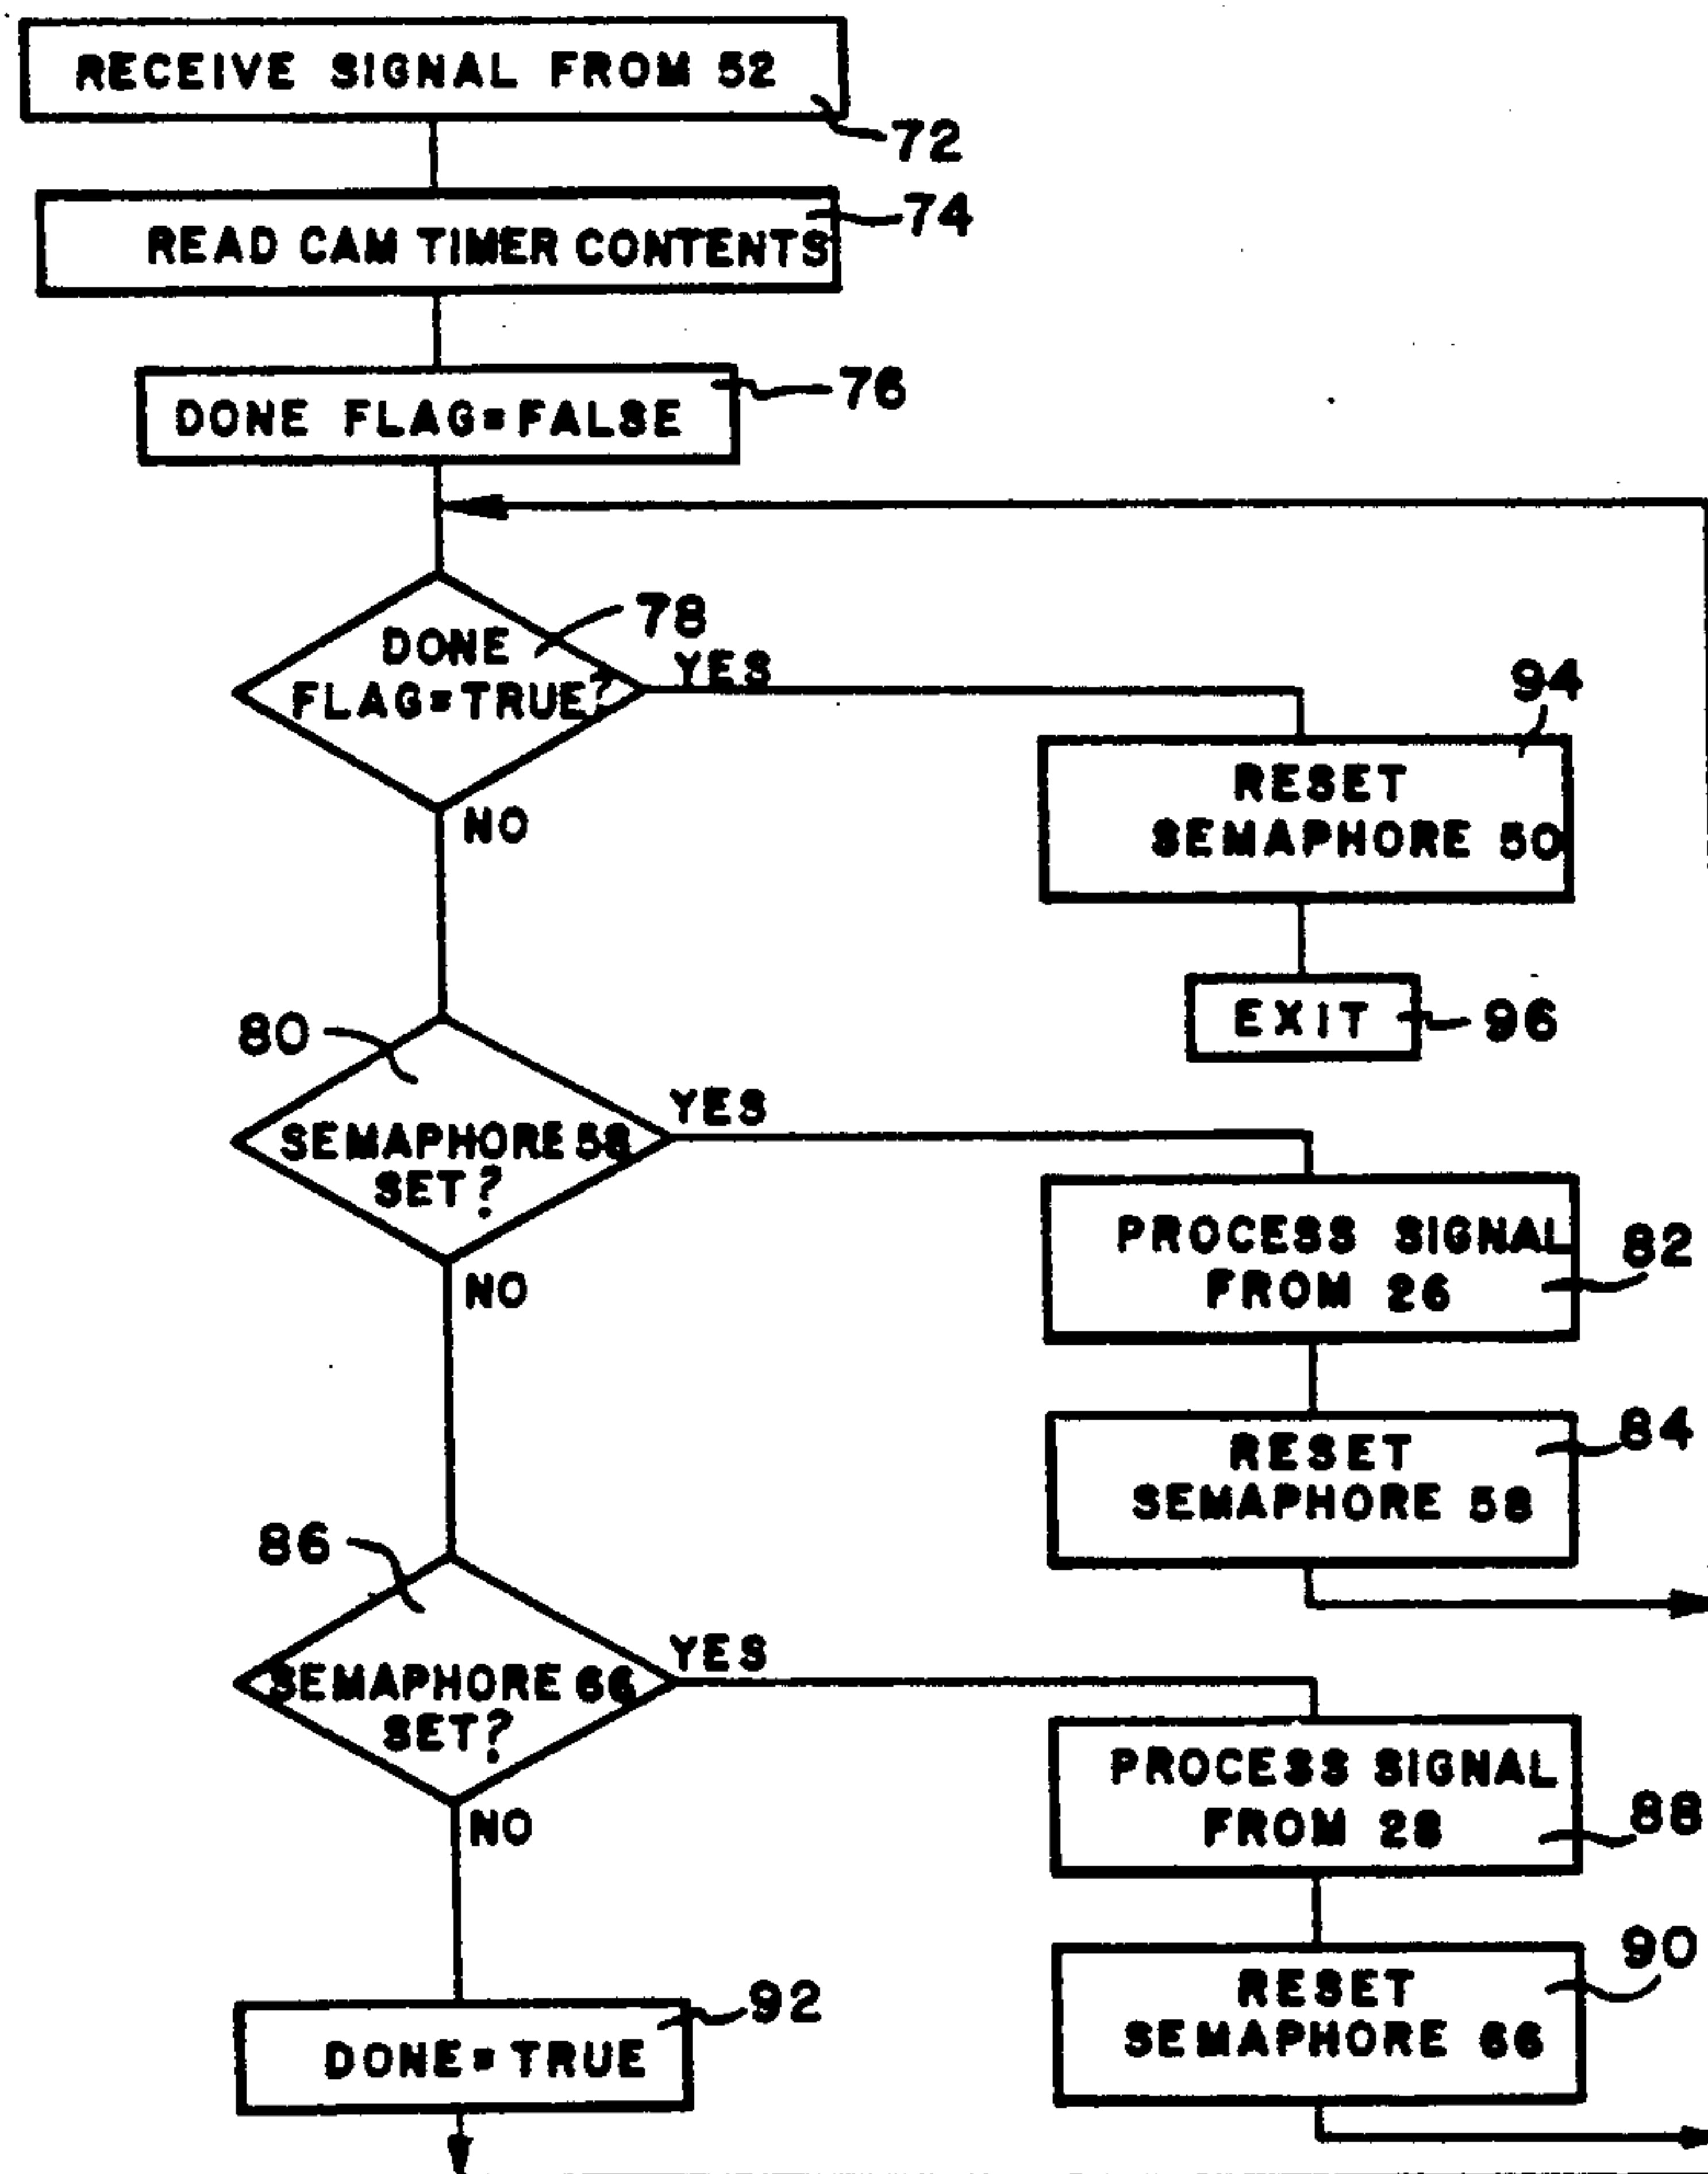 RECEIVE SIGNAL FROM 52
72
READ CAM TIMER CONTENTS
74
DONE FLAG=FALSE
76
DONE
FLAG=TRUE?
78
YES
NO
RESET
SEMAPHORE 50
94
EXIT
96
80
SEMAPHORE 58
SET?
YES
NO
PROCESS SIGNAL
FROM 26
82
RESET
SEMAPHORE 58
84
86
SEMAPHORE 66
SET?
YES
NO
PROCESS SIGNAL
FROM 28
88
RESET
SEMAPHORE 66
90
DONE=TRUE
92